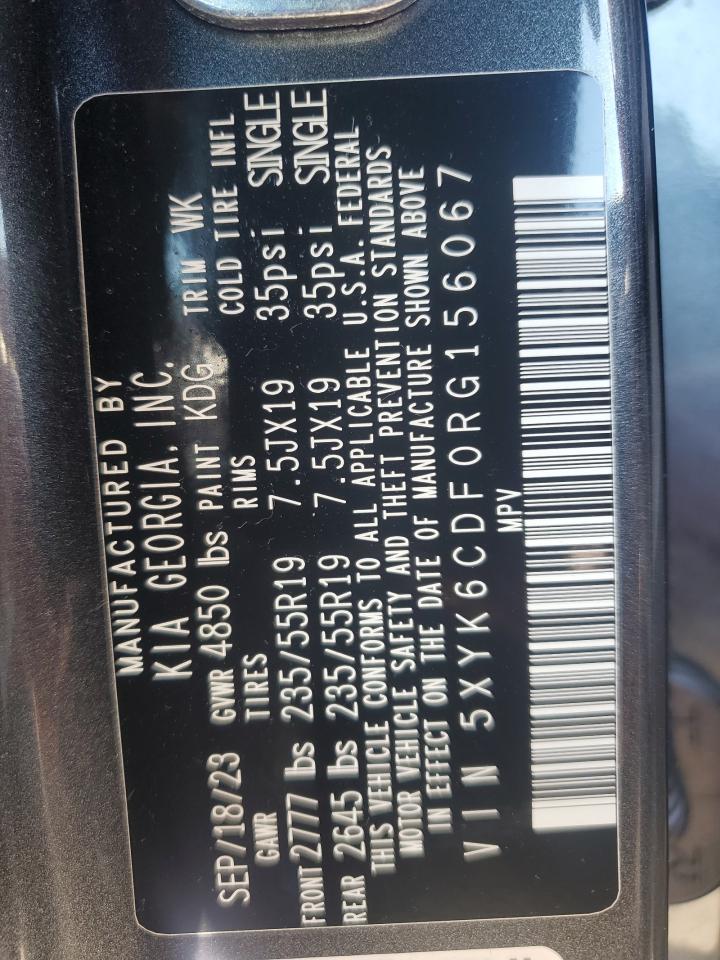 MANUFACTURED BY
KIA GEORGIA, INC.
SEP/18/23 GVWR 4850 lbs PAINT KDG TRIM WK
GAWR TIRES RIMS COLD TIRE INFL
FRONT 2777 lbs 235/55R19 7.5JX19 35psi SINGLE
REAR 2645 lbs 235/55R19 7.5JX19 35psi SINGLE
THIS VEHICLE CONFORMS TO ALL APPLICABLE U.S.A. FEDERAL
MOTOR VEHICLE SAFETY AND THEFT PREVENTION STANDARDS
IN EFFECT ON THE DATE OF MANUFACTURE SHOWN ABOVE
VIN 5XYK6CDF0RG156067
MPV